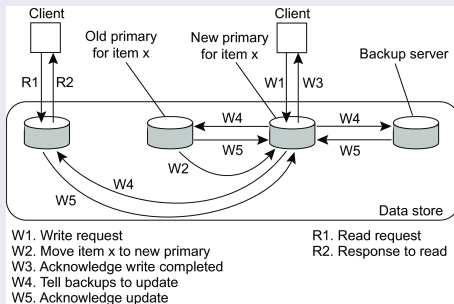 Client
Client
Old primary
for item x
New primary
for item x
Backup server
R1
R2
W1
W3
W4
W4
W5
W5
W2
W4
W5
Data store
W1. Write request
W2. Move item x to new primary
W3. Acknowledge write completed
W4. Tell backups to update
W5. Acknowledge update
R1. Read request
R2. Response to read